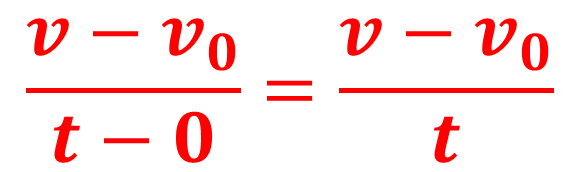 (v − v₀)/(t − 0) = (v − v₀)/t